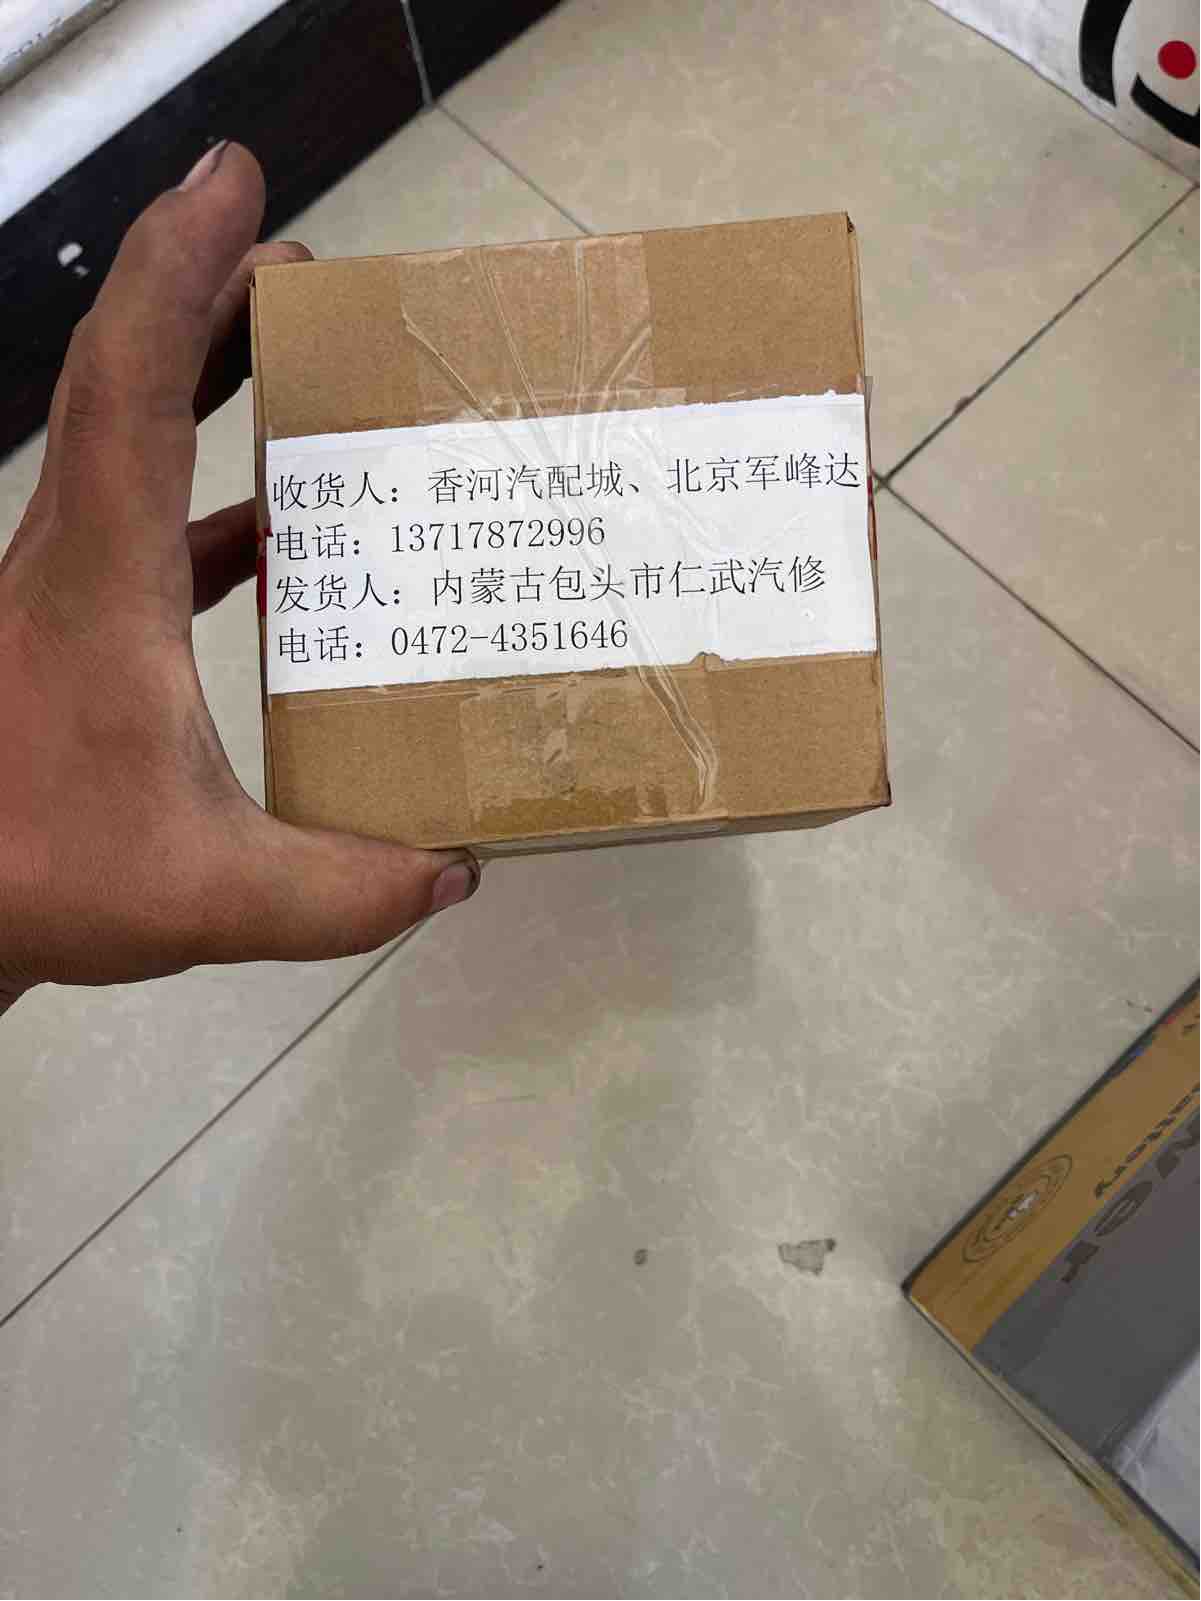 收货人：香河汽配城、北京军峰达
电话：13717872996
发货人：内蒙古包头市仁武汽修
电话：0472-4351646